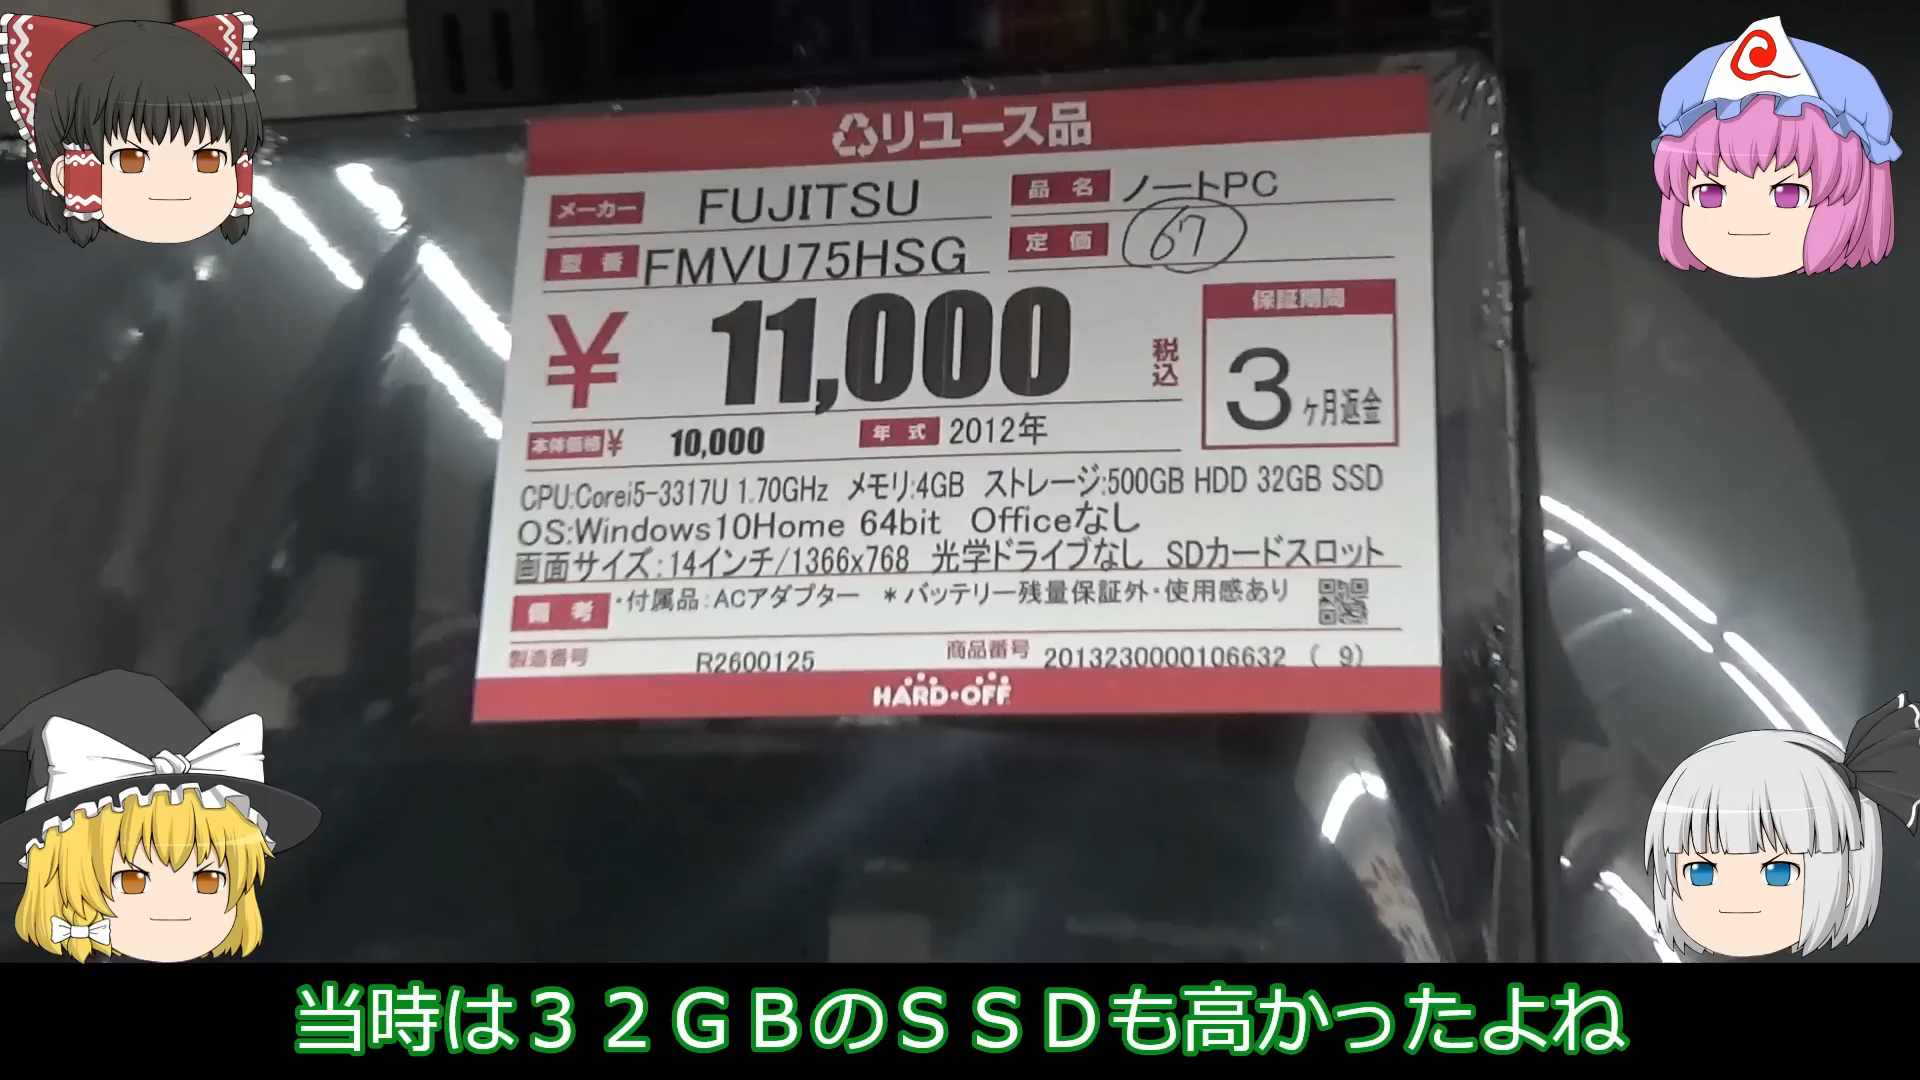 リユース品
メーカー FUJITSU 品名 ノートPC
型番 FMVU75HSG 定価 67
¥11,000 税込
保証期間
3ヶ月返金
本体価格¥ 10,000 年式 2012年
CPU:Corei5-3317U 1.70GHz メモリ:4GB ストレージ:500GB HDD 32GB SSD
OS:Windows10Home 64bit Officeなし
画面サイズ:14インチ/1366x768 光学ドライブなし SDカードスロット
備考 ・付属品:ACアダプター *バッテリー残量保証外・使用感あり
製造番号 R2600125 商品番号 2013230000106632 ( 9)
HARD・OFF
当時は32GBのSSDも高かったよね